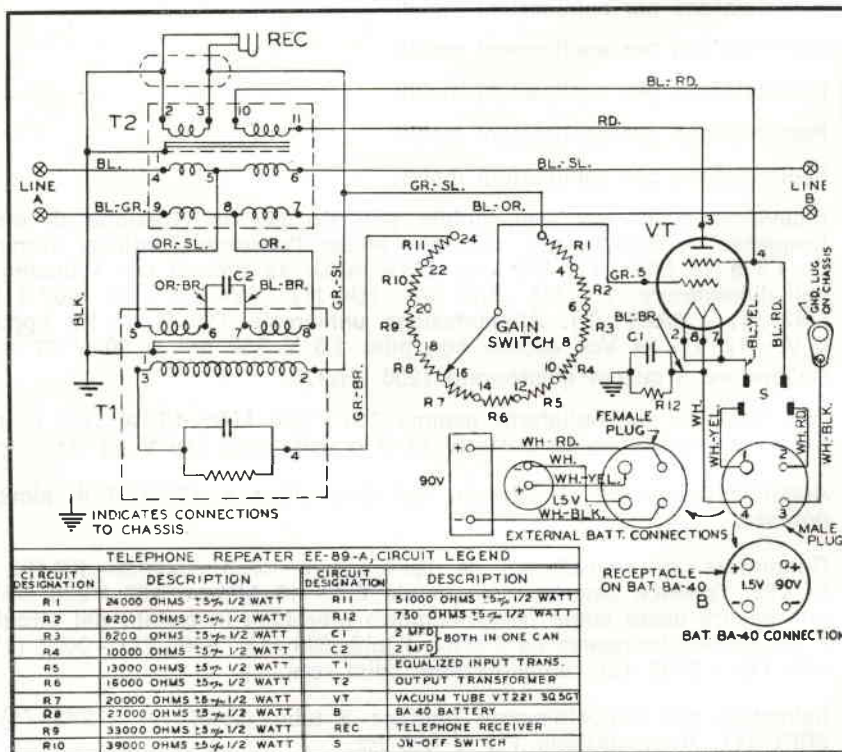 REC
BL-RD.
2 3 10 11
T2
RD.
BL.
BL.-SL.
4 5 6
LINE A
LINE B
GR.-SL.
BL-GR. 9 8 7
BL.-OR.
VT
3
OR.-SL. OR.
24
R11
R1
22
4
R2
GR. 5
4
OR-BR. C2 BL-BR.
R10
20
6
R3
BLK.
GR.-SL.
R9
GAIN
SWITCH 8
BL-BR.
2 8 7
BL-YEL.
BL.RD.
GND. LUG
ON CHASSIS
5 6 8
18
R8
16
R7
14
R6
12
R5
10
R4
C1
R12
S
1 3 2
T1
GR.-BR.
FEMALE
PLUG
WH.
WH-YEL.
WH.RD.
WH-BLK.
4
90V
WH-RD.
WH.
WH-YEL.
1.5V
WH-BLK.
1 2
4 3
INDICATES CONNECTIONS
TO CHASSIS
EXTERNAL BATT. CONNECTIONS
MALE
PLUG
RECEPTACLE
ON BAT. BA-40
B
1.5V 90V
BAT. BA-40 CONNECTION
TELEPHONE REPEATER EE-89-A, CIRCUIT LEGEND
CIRCUIT DESIGNATION DESCRIPTION CIRCUIT DESIGNATION DESCRIPTION
R1 24000 OHMS ±5% 1/2 WATT R11 51000 OHMS ±5% 1/2 WATT
R2 6200 OHMS ±5% 1/2 WATT R12 750 OHMS ±5% 1/2 WATT
R3 8200 OHMS ±5% 1/2 WATT C1 2 MFD } BOTH IN ONE CAN
R4 10000 OHMS ±5% 1/2 WATT C2 2 MFD
R5 13000 OHMS ±5% 1/2 WATT T1 EQUALIZED INPUT TRANS.
R6 16000 OHMS ±5% 1/2 WATT T2 OUTPUT TRANSFORMER
R7 20000 OHMS ±5% 1/2 WATT VT VACUUM TUBE VT221 3Q5GT
R8 27000 OHMS ±5% 1/2 WATT B BA 40 BATTERY
R9 33000 OHMS ±5% 1/2 WATT REC TELEPHONE RECEIVER
R10 39000 OHMS ±5% 1/2 WATT S ON-OFF SWITCH